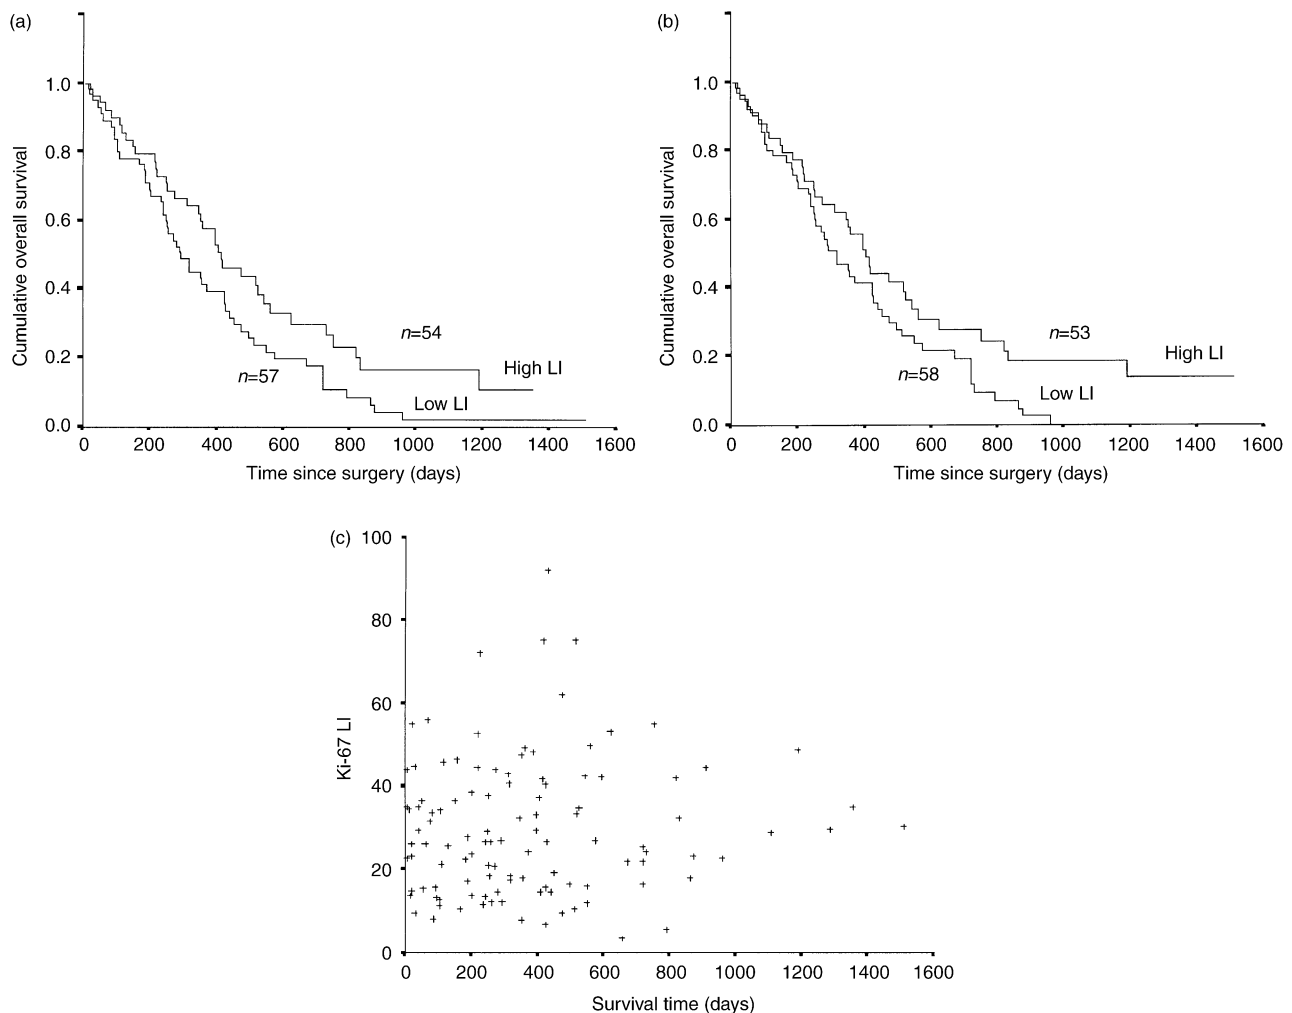 (a)
Cumulative overall survival
1.0
0.8
0.6
0.4
0.2
0.0
n=54
High LI
n=57
Low LI
0 200 400 600 800 1000 1200 1400 1600
Time since surgery (days)
(b)
Cumulative overall survival
1.0
0.8
0.6
0.4
0.2
0.0
n=53
High LI
n=58
Low LI
0 200 400 600 800 1000 1200 1400 1600
Time since surgery (days)
(c)
Ki-67 LI
100
80
60
40
20
0
0 200 400 600 800 1000 1200 1400 1600
Survival time (days)